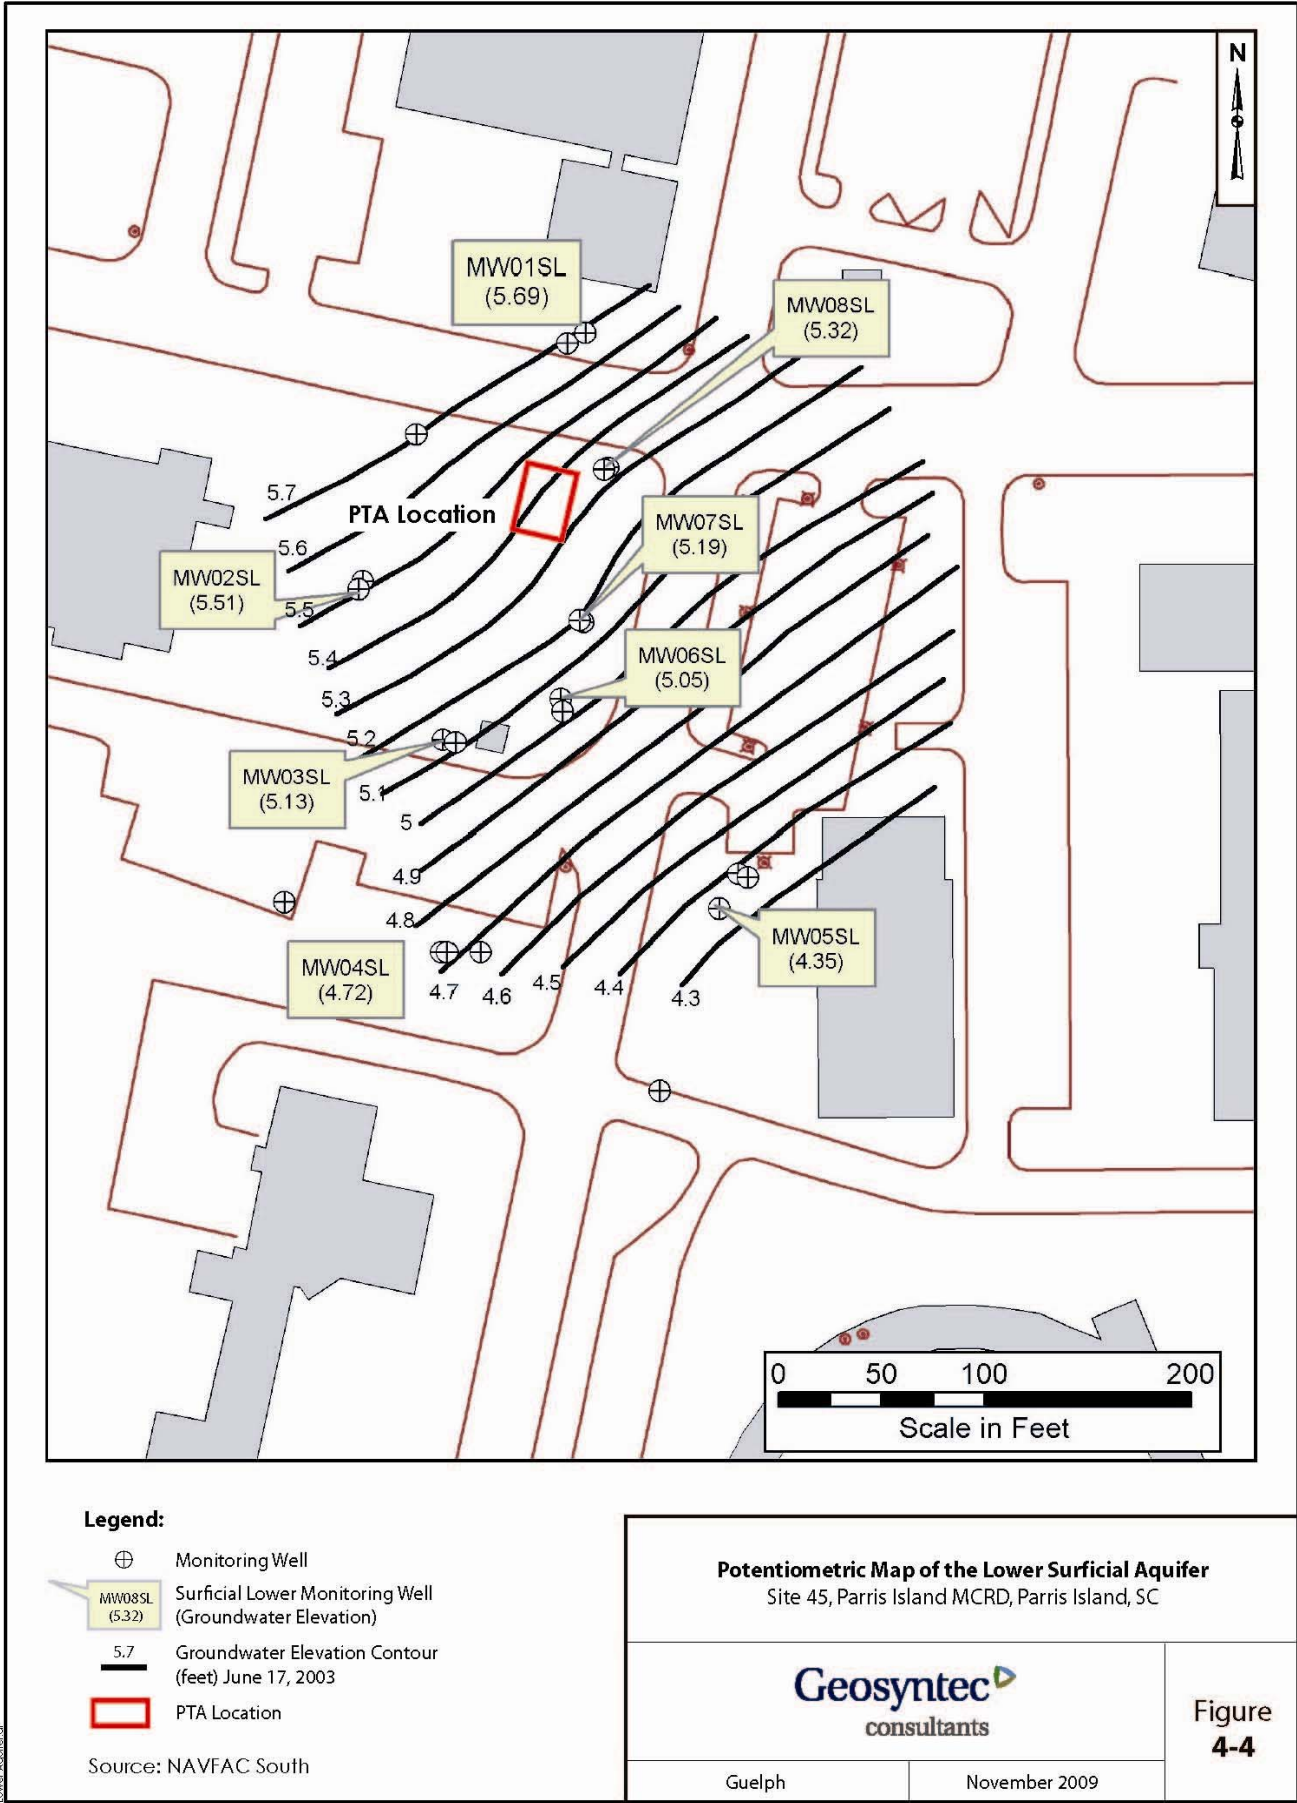 N
MW01SL
(5.69)
MW08SL
(5.32)
5.7
PTA Location
5.6
MW02SL
(5.51)
5.5
MW07SL
(5.19)
5.4
MW06SL
(5.05)
5.3
5.2
MW03SL
(5.13)
5.1
5
4.9
4.8
MW05SL
(4.35)
MW04SL
(4.72)
4.7
4.6
4.5
4.4
4.3
0 50 100 200
Scale in Feet
Legend:
Monitoring Well
MW08SL
(5.32)
Surficial Lower Monitoring Well
(Groundwater Elevation)
5.7
Groundwater Elevation Contour
(feet) June 17, 2003
PTA Location
Source: NAVFAC South
Potentiometric Map of the Lower Surficial Aquifer
Site 45, Parris Island MCRD, Parris Island, SC
Geosyntec
consultants
Figure
4-4
Guelph
November 2009